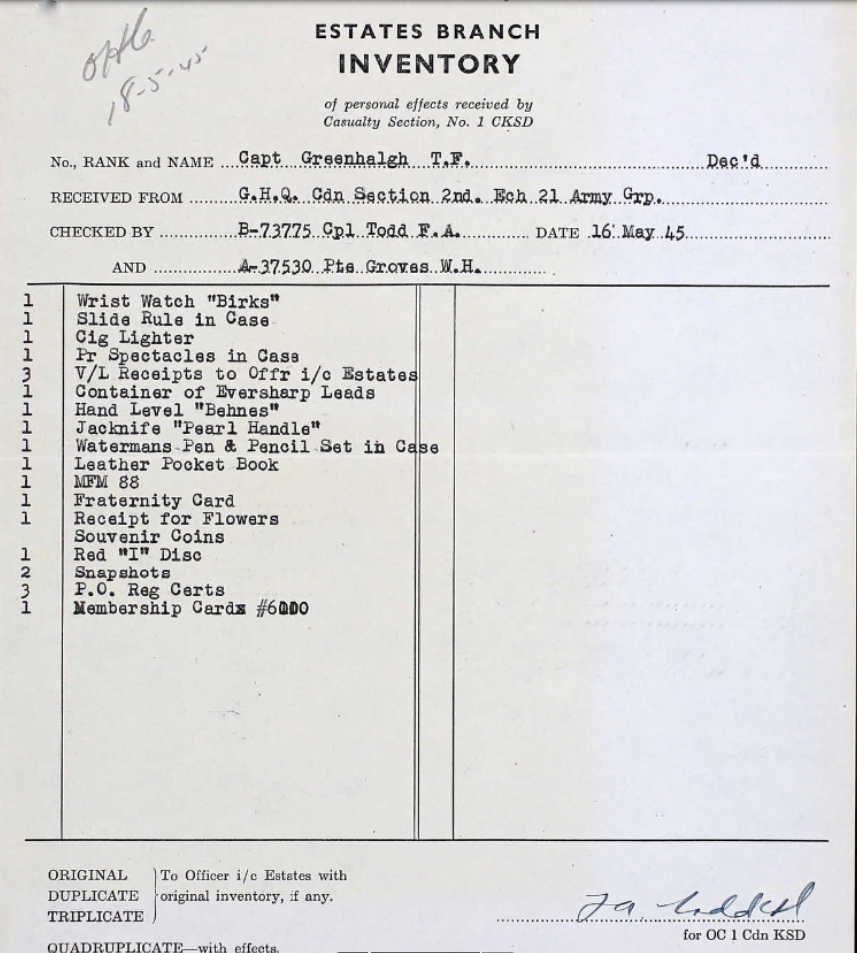 18-5-45
ESTATES BRANCH
INVENTORY
of personal effects received by
Casualty Section, No. 1 CKSD
No., RANK and NAME Capt Greenhalgh T.F. Dec'd
RECEIVED FROM G.H.Q. Cdn Section 2nd. Ech 21 Army Grp.
CHECKED BY B-73775 Cpl Todd F.A. DATE 16 May 45
AND A-37530 Pte Groves W.H.
1 Wrist Watch "Birks"
1 Slide Rule in Case
1 Cig Lighter
1 Pr Spectacles in Case
3 V/L Receipts to Offr i/c Estates
1 Container of Eversharp Leads
1 Hand Level "Behnes"
1 Jacknife "Pearl Handle"
1 Watermans Pen & Pencil Set in Case
1 Leather Pocket Book
1 MFM 88
1 Fraternity Card
1 Receipt for Flowers
Souvenir Coins
1 Red "I" Disc
2 Snapshots
3 P.O. Reg Certs
1 Membership Card
ORIGINAL
DUPLICATE
TRIPLICATE
To Officer i/c Estates with
original inventory, if any.
for OC 1 Cdn KSD
QUADRUPLICATE—with effects.